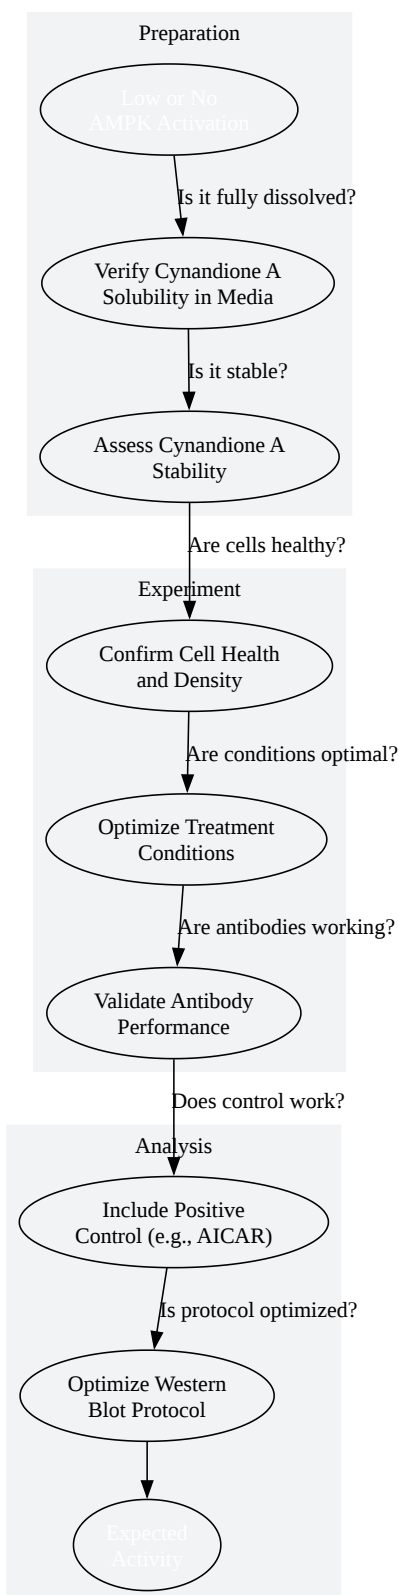 Preparation
Low or No
AMPK Activation
Is it fully dissolved?
Verify Cynandione A
Solubility in Media
Is it stable?
Assess Cynandione A
Stability
Are cells healthy?
Experiment
Confirm Cell Health
and Density
Are conditions optimal?
Optimize Treatment
Conditions
Are antibodies working?
Validate Antibody
Performance
Does control work?
Analysis
Include Positive
Control (e.g., AICAR)
Is protocol optimized?
Optimize Western
Blot Protocol
Expected
Activity